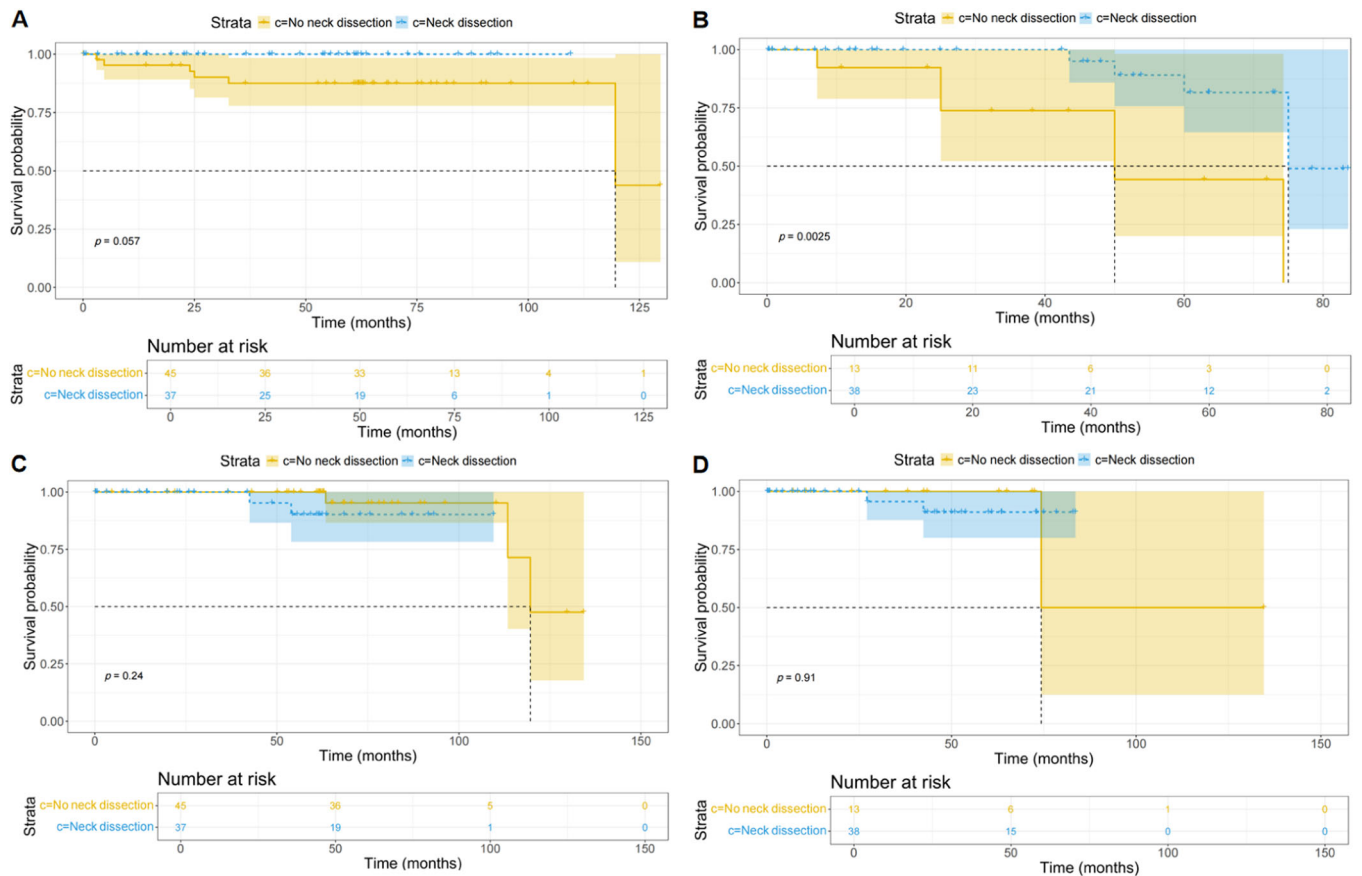 A
Strata c=No neck dissection c=Neck dissection
1.00
0.75
0.50
0.25
0.00
Survival probability
p = 0.057
0 25 50 75 100 125
Time (months)
Number at risk
Strata
c=No neck dissection 45 36 33 13 4 1
c=Neck dissection 37 25 19 6 1 0
0 25 50 75 100 125
Time (months)
B
Strata c=No neck dissection c=Neck dissection
1.00
0.75
0.50
0.25
0.00
Survival probability
p = 0.0025
0 20 40 60 80
Time (months)
Number at risk
Strata
c=No neck dissection 13 11 6 3 0
c=Neck dissection 38 23 21 12 2
0 20 40 60 80
Time (months)
C
Strata c=No neck dissection c=Neck dissection
1.00
0.75
0.50
0.25
0.00
Survival probability
p = 0.24
0 50 100 150
Time (months)
Number at risk
Strata
c=No neck dissection 45 36 5 0
c=Neck dissection 37 19 1 0
0 50 100 150
Time (months)
D
Strata c=No neck dissection c=Neck dissection
1.00
0.75
0.50
0.25
0.00
Survival probability
p = 0.91
0 50 100 150
Time (months)
Number at risk
Strata
c=No neck dissection 13 6 1 0
c=Neck dissection 38 15 0 0
0 50 100 150
Time (months)